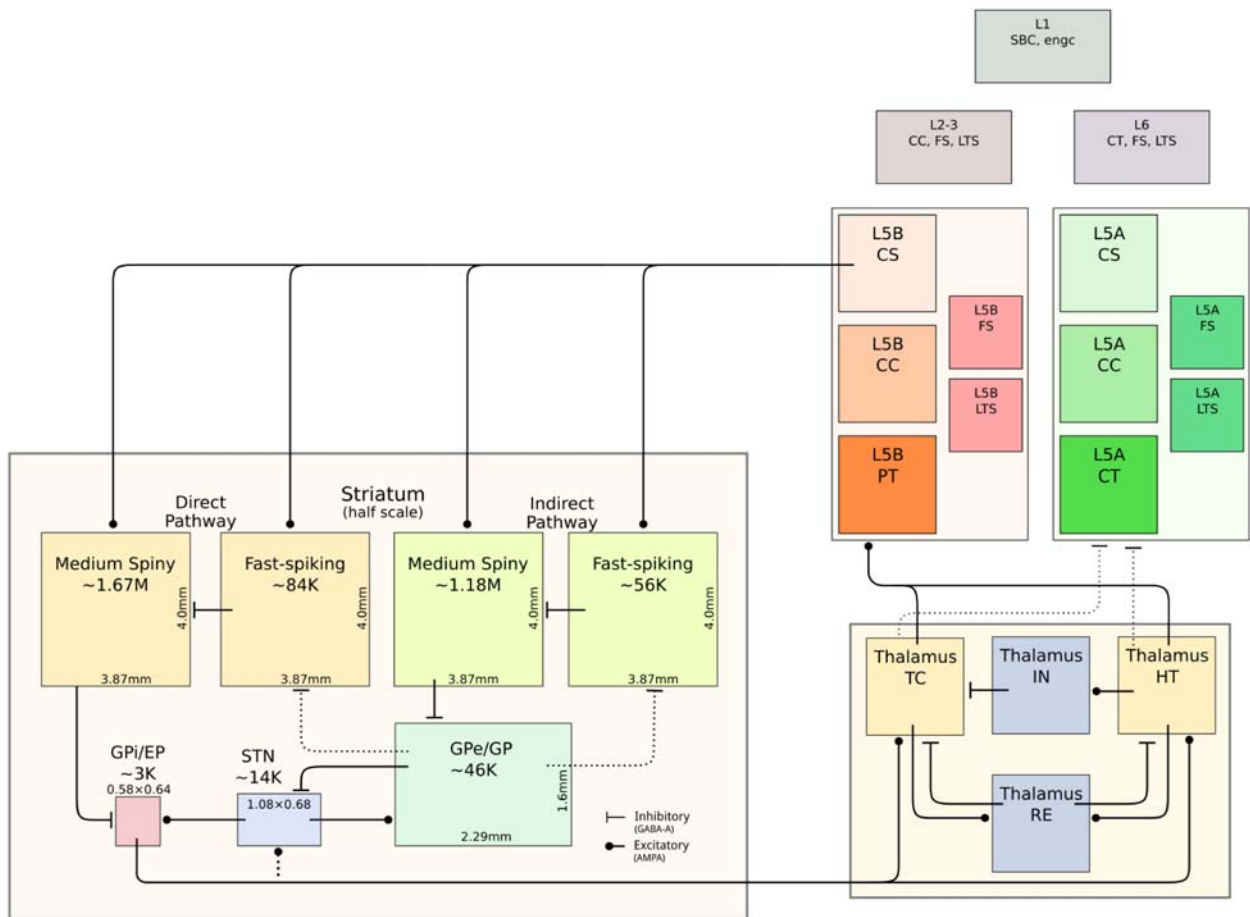 L1
SBC, engc
L2-3
CC, FS, LTS
L6
CT, FS, LTS
L5B
CS
L5B
FS
L5B
CC
L5B
LTS
L5B
PT
L5A
CS
L5A
FS
L5A
CC
L5A
LTS
L5A
CT
Striatum
(half scale)
Direct
Pathway
Indirect
Pathway
Medium Spiny
~1.67M
4.0mm
3.87mm
Fast-spiking
~84K
4.0mm
3.87mm
Medium Spiny
~1.18M
4.0mm
3.87mm
Fast-spiking
~56K
4.0mm
3.87mm
GPi/EP
~3K
0.58×0.64
STN
~14K
1.08×0.68
GPe/GP
~46K
1.6mm
2.29mm
Inhibitory
(GABA-A)
Excitatory
(AMPA)
Thalamus
TC
Thalamus
IN
Thalamus
HT
Thalamus
RE